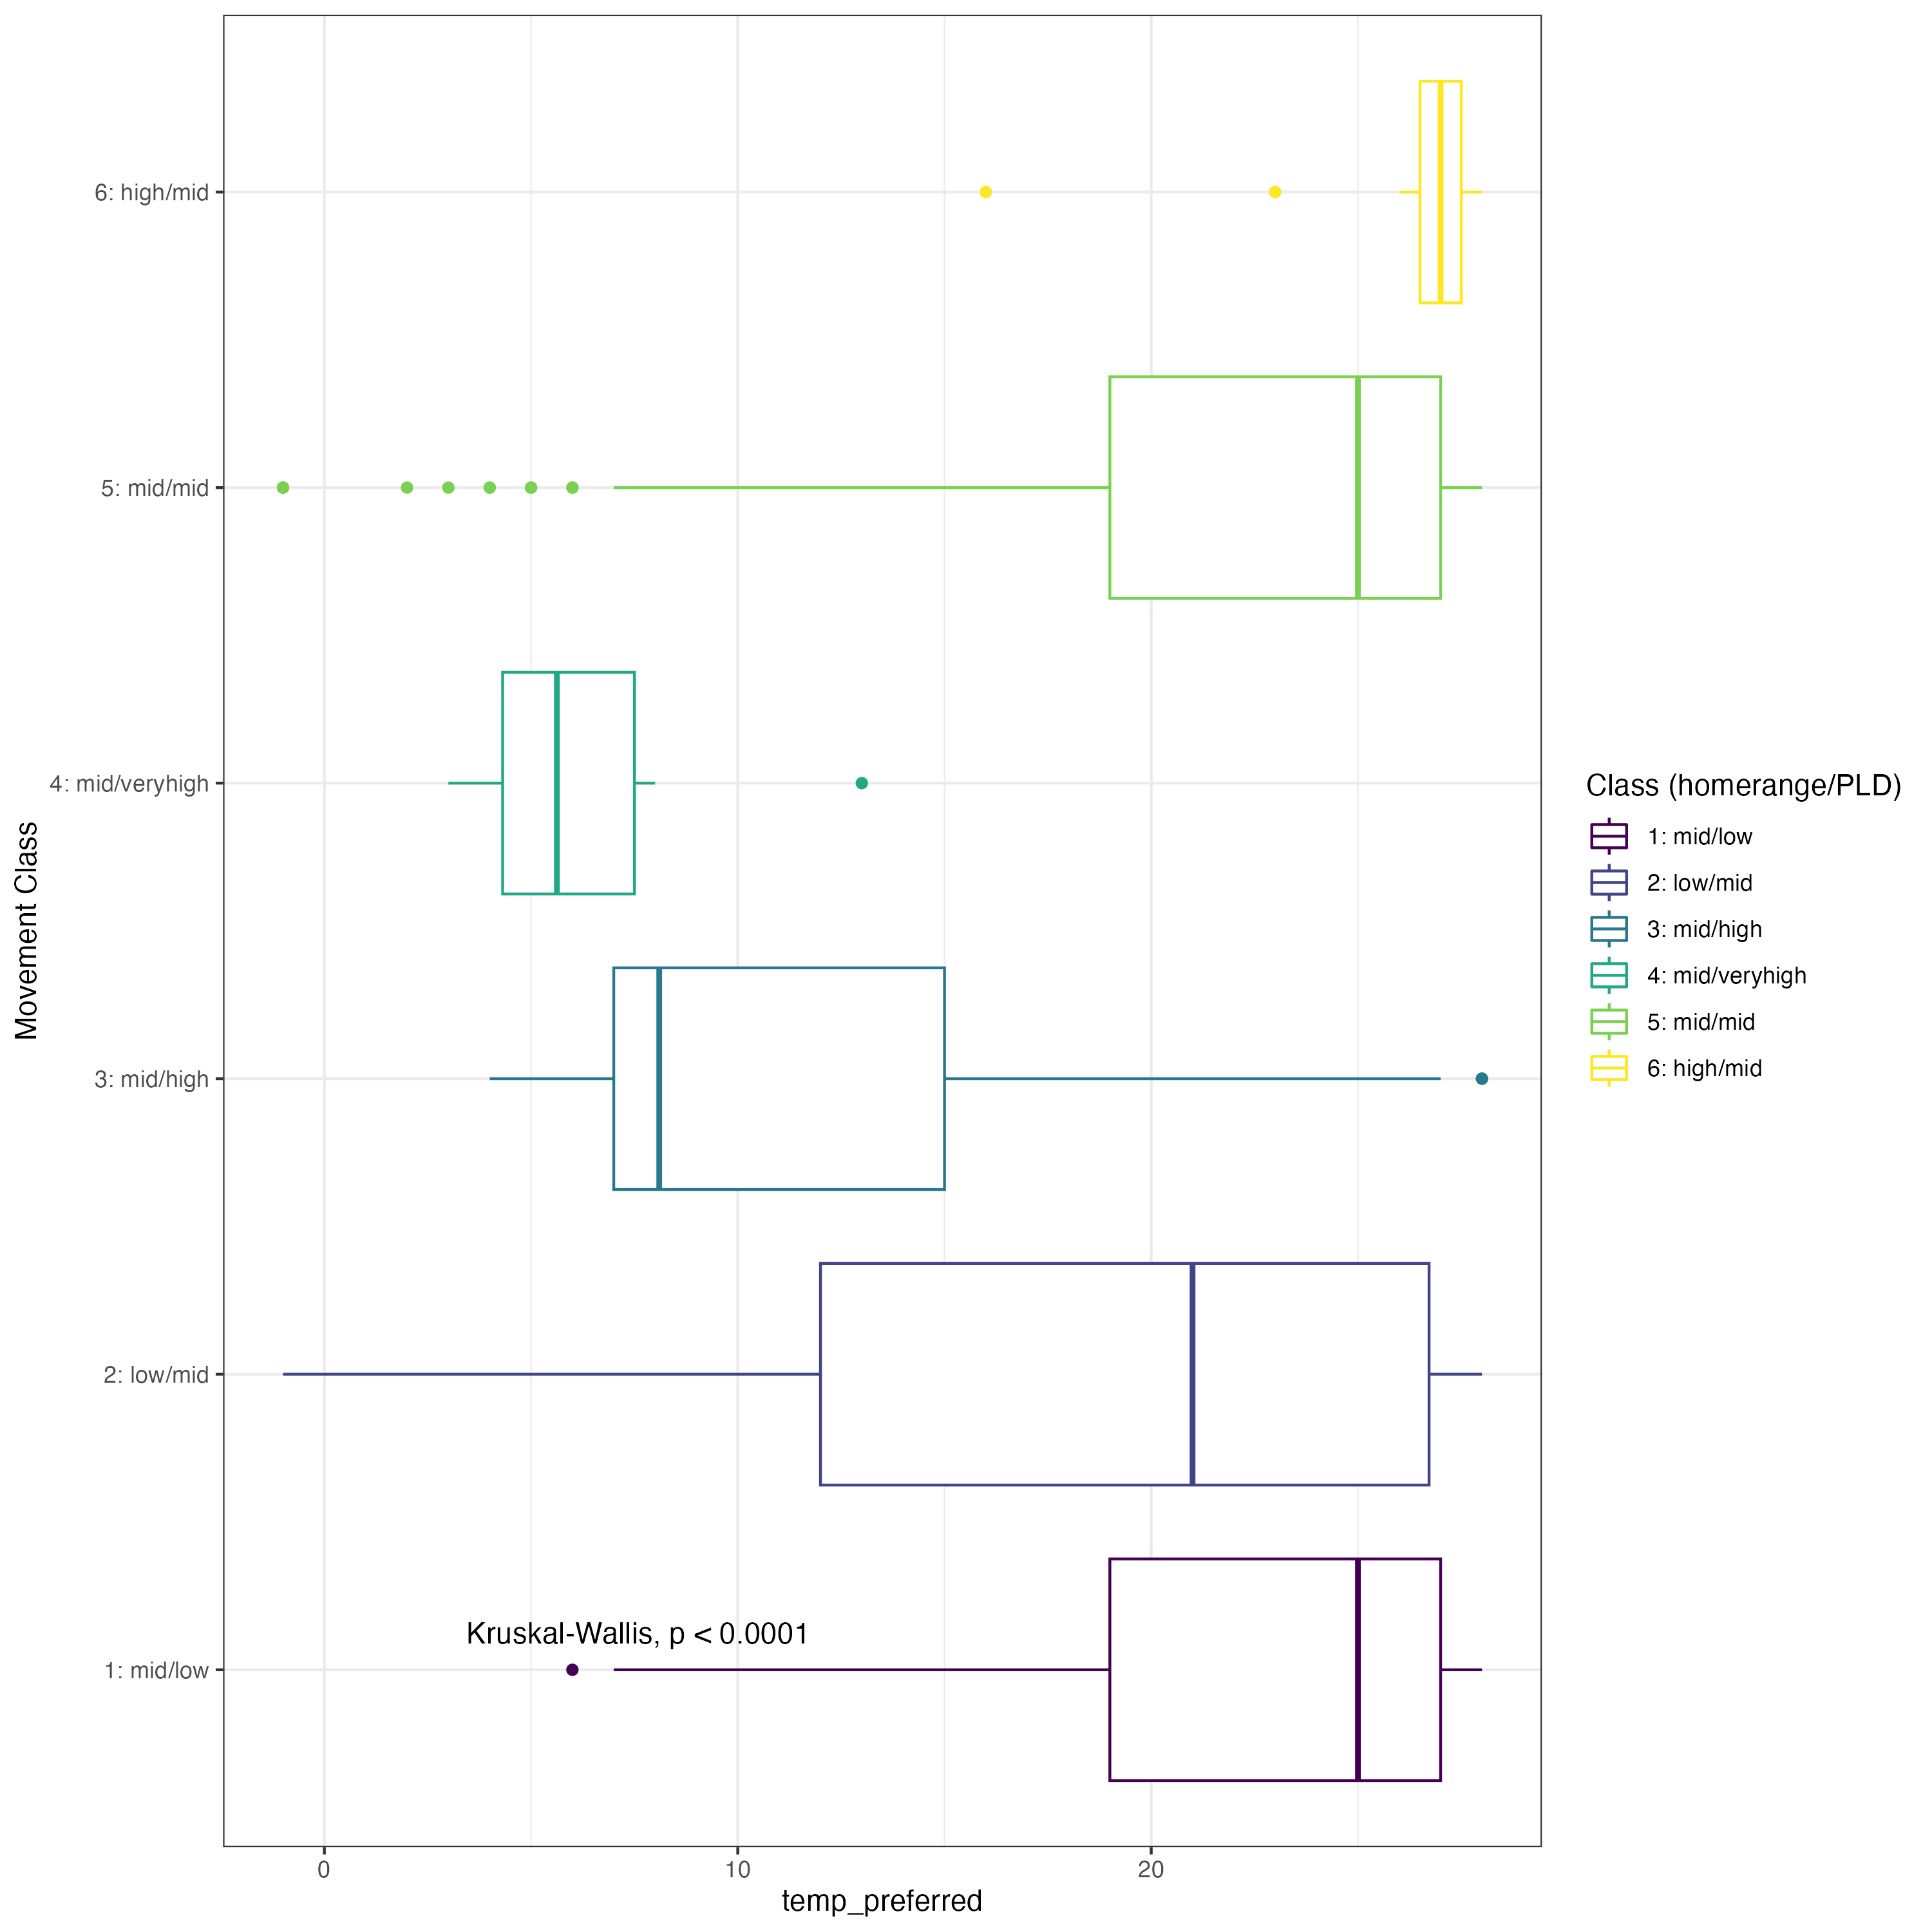 6: high/mid
5: mid/mid
4: mid/veryhigh
3: mid/high
2: low/mid
1: mid/low
Movement Class
Kruskal-Wallis, p < 0.0001
0 10 20
temp_preferred
Class (homerange/PLD)
1: mid/low
2: low/mid
3: mid/high
4: mid/veryhigh
5: mid/mid
6: high/mid